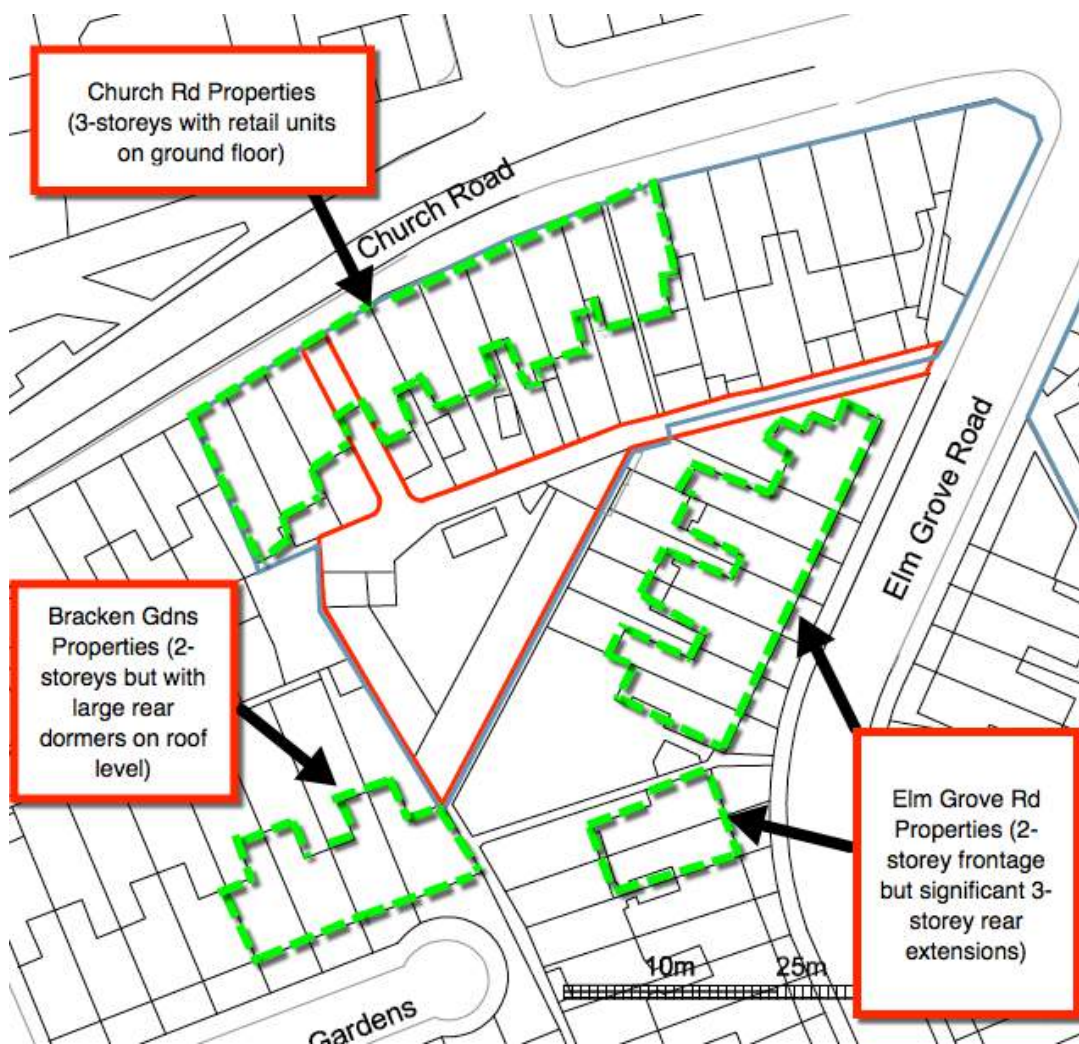 Church Rd Properties
(3-storeys with retail units
on ground floor)
Church Road
Elm Grove Road
Bracken Gdns
Properties (2-
storeys but with
large rear
dormers on roof
level)
Elm Grove Rd
Properties (2-
storey frontage
but significant 3-
storey rear
extensions)
10m 25m
Gardens